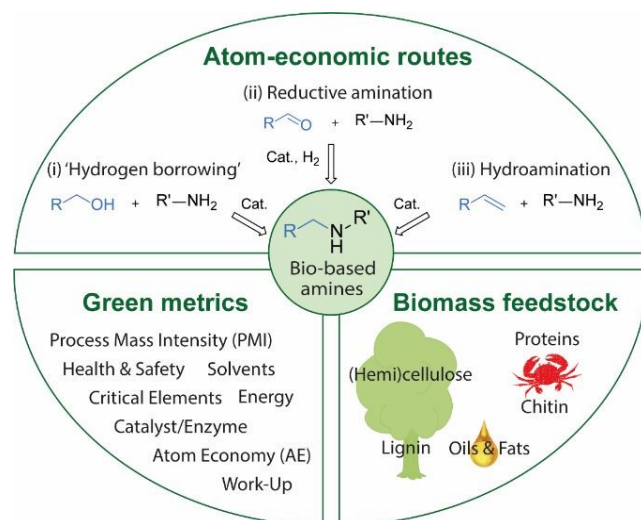 Atom-economic routes
(ii) Reductive amination
R O + R'—NH₂
Cat., H₂
(i) 'Hydrogen borrowing'
R OH + R'—NH₂
Cat.
(iii) Hydroamination
R + R'—NH₂
Cat.
R N R'
H
Bio-based
amines
Green metrics
Process Mass Intensity (PMI)
Health & Safety Solvents
Critical Elements Energy
Catalyst/Enzyme
Atom Economy (AE)
Work-Up
Biomass feedstock
(Hemi)cellulose
Lignin
Proteins
Chitin
Oils & Fats